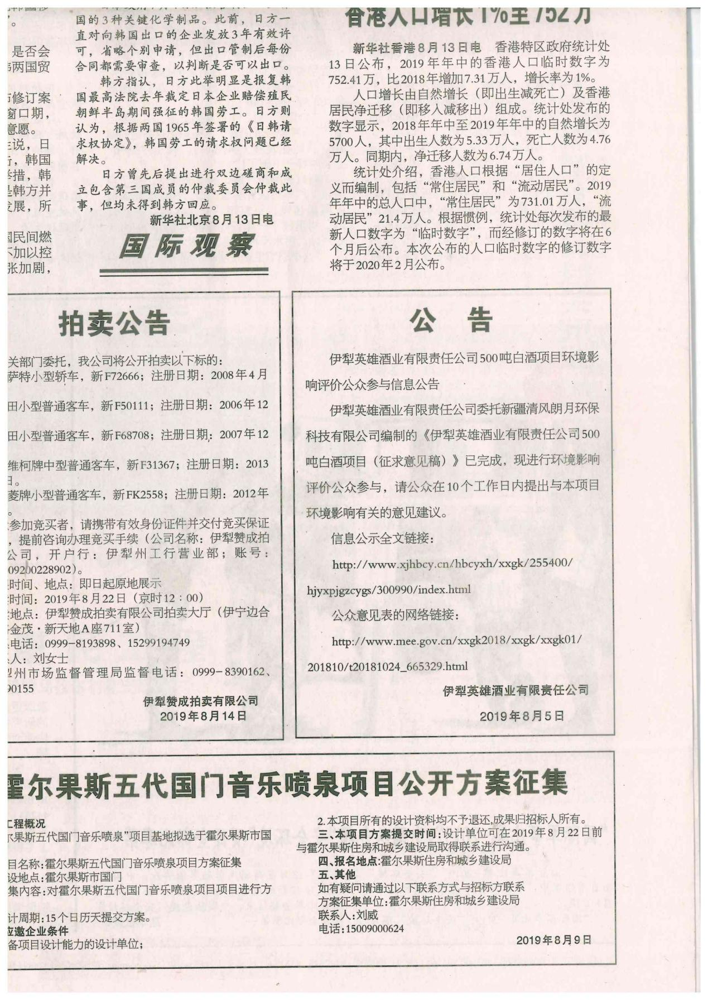 。
是否会
两国贸
修订案
窗口期，
意愿。
说，日
，韩国
举措，韩
是韩方并
发展，所
国民间燃
不加以控
张加剧，
国的3种关键化学制品。此前，日方一
直对向韩国出口的企业发放3年有效许
可，省略个别申请，但出口管制后每份
合同都需要审查，以判断是否可以出口。
韩方指认，日方此举明显是报复韩
国最高法院去年裁定日本企业赔偿殖民
朝鲜半岛期间强征的韩国劳工。日方则
认为，根据两国1965年签署的《日韩请
求权协定》，韩国劳工的请求权问题已经
解决。
日方曾先后提出进行双边磋商和成
立包含第三国成员的仲裁委员会仲裁此
事，但均未得到韩方回应。
新华社北京8月13日电
国际观察
香港人口增长1%至752万
新华社香港8月13日电 香港特区政府统计处
13日公布，2019年年中的香港人口临时数字为
752.41万，比2018年增加7.31万人，增长率为1%。
人口增长由自然增长（即出生减死亡）及香港
居民净迁移（即移入减移出）组成。统计处发布的
数字显示，2018年年中至2019年年中的自然增长为
5700人，其中出生人数为5.33万人，死亡人数为4.76
万人。同期内，净迁移人数为6.74万人。
统计处介绍，香港人口根据“居住人口”的定
义而编制，包括“常住居民”和“流动居民”。2019
年年中的总人口中，“常住居民”为731.01万人，“流
动居民”21.4万人。根据惯例，统计处每次发布的最
新人口数字为“临时数字”，而经修订的数字将在6
个月后公布。本次公布的人口临时数字的修订数字
将于2020年2月公布。
拍卖公告
关部门委托，我公司将公开拍卖以下标的：
萨特小型轿车，新F72666；注册日期：2008年4月
田小型普通客车，新F50111；注册日期：2006年12
田小型普通客车，新F68708；注册日期：2007年12
维柯牌中型普通客车，新F31367；注册日期：2013
日。
菱牌小型普通客车，新FK2558；注册日期：2012年
。
参加竞买者，请携带有效身份证件并交付竞买保证
，提前咨询办理竞买手续（公司名称：伊犁赞成拍
公司，开户行：伊犁州工行营业部；账号：
09200228902）。
时间、地点：即日起原地展示
时间：2019年8月22日（京时12：00）
地点：伊犁赞成拍卖有限公司拍卖大厅（伊宁边合
金茂·新天地A座711室）
电话：0999-8193898、15299194749
人：刘女士
犁州市场监督管理局监督电话：0999-8390162、
90155
伊犁赞成拍卖有限公司
2019年8月14日
公 告
伊犁英雄酒业有限责任公司500吨白酒项目环境影
响评价公众参与信息公告
伊犁英雄酒业有限责任公司委托新疆清风朗月环保
科技有限公司编制的《伊犁英雄酒业有限责任公司500
吨白酒项目（征求意见稿）》已完成，现进行环境影响
评价公众参与，请公众在10个工作日内提出与本项目
环境影响有关的意见建议。
信息公示全文链接：
http://www.xjhbcy.cn/hbcyxh/xxgk/255400/
hjyxpjgzcygs/300990/index.html
公众意见表的网络链接：
http://www.mee.gov.cn/xxgk2018/xxgk/xxgk01/
201810/t20181024_665329.html
伊犁英雄酒业有限责任公司
2019年8月5日
霍尔果斯五代国门音乐喷泉项目公开方案征集
工程概况
尔果斯五代国门音乐喷泉”项目基地拟选于霍尔果斯市国
目名称：霍尔果斯五代国门音乐喷泉项目方案征集
设地点：霍尔果斯市国门
集内容：对霍尔果斯五代国门音乐喷泉项目项目进行方
计周期：15个日历天提交方案。
应邀企业条件
备项目设计能力的设计单位；
2.本项目所有的设计资料均不予退还，成果归招标人所有。
三、本项目方案提交时间：设计单位可在2019年8月22日前
与霍尔果斯住房和城乡建设局取得联系进行沟通。
四、报名地点：霍尔果斯住房和城乡建设局
五、其他
如有疑问请通过以下联系方式与招标方联系
方案征集单位：霍尔果斯住房和城乡建设局
联系人：刘威
电话：15009000624
2019年8月9日